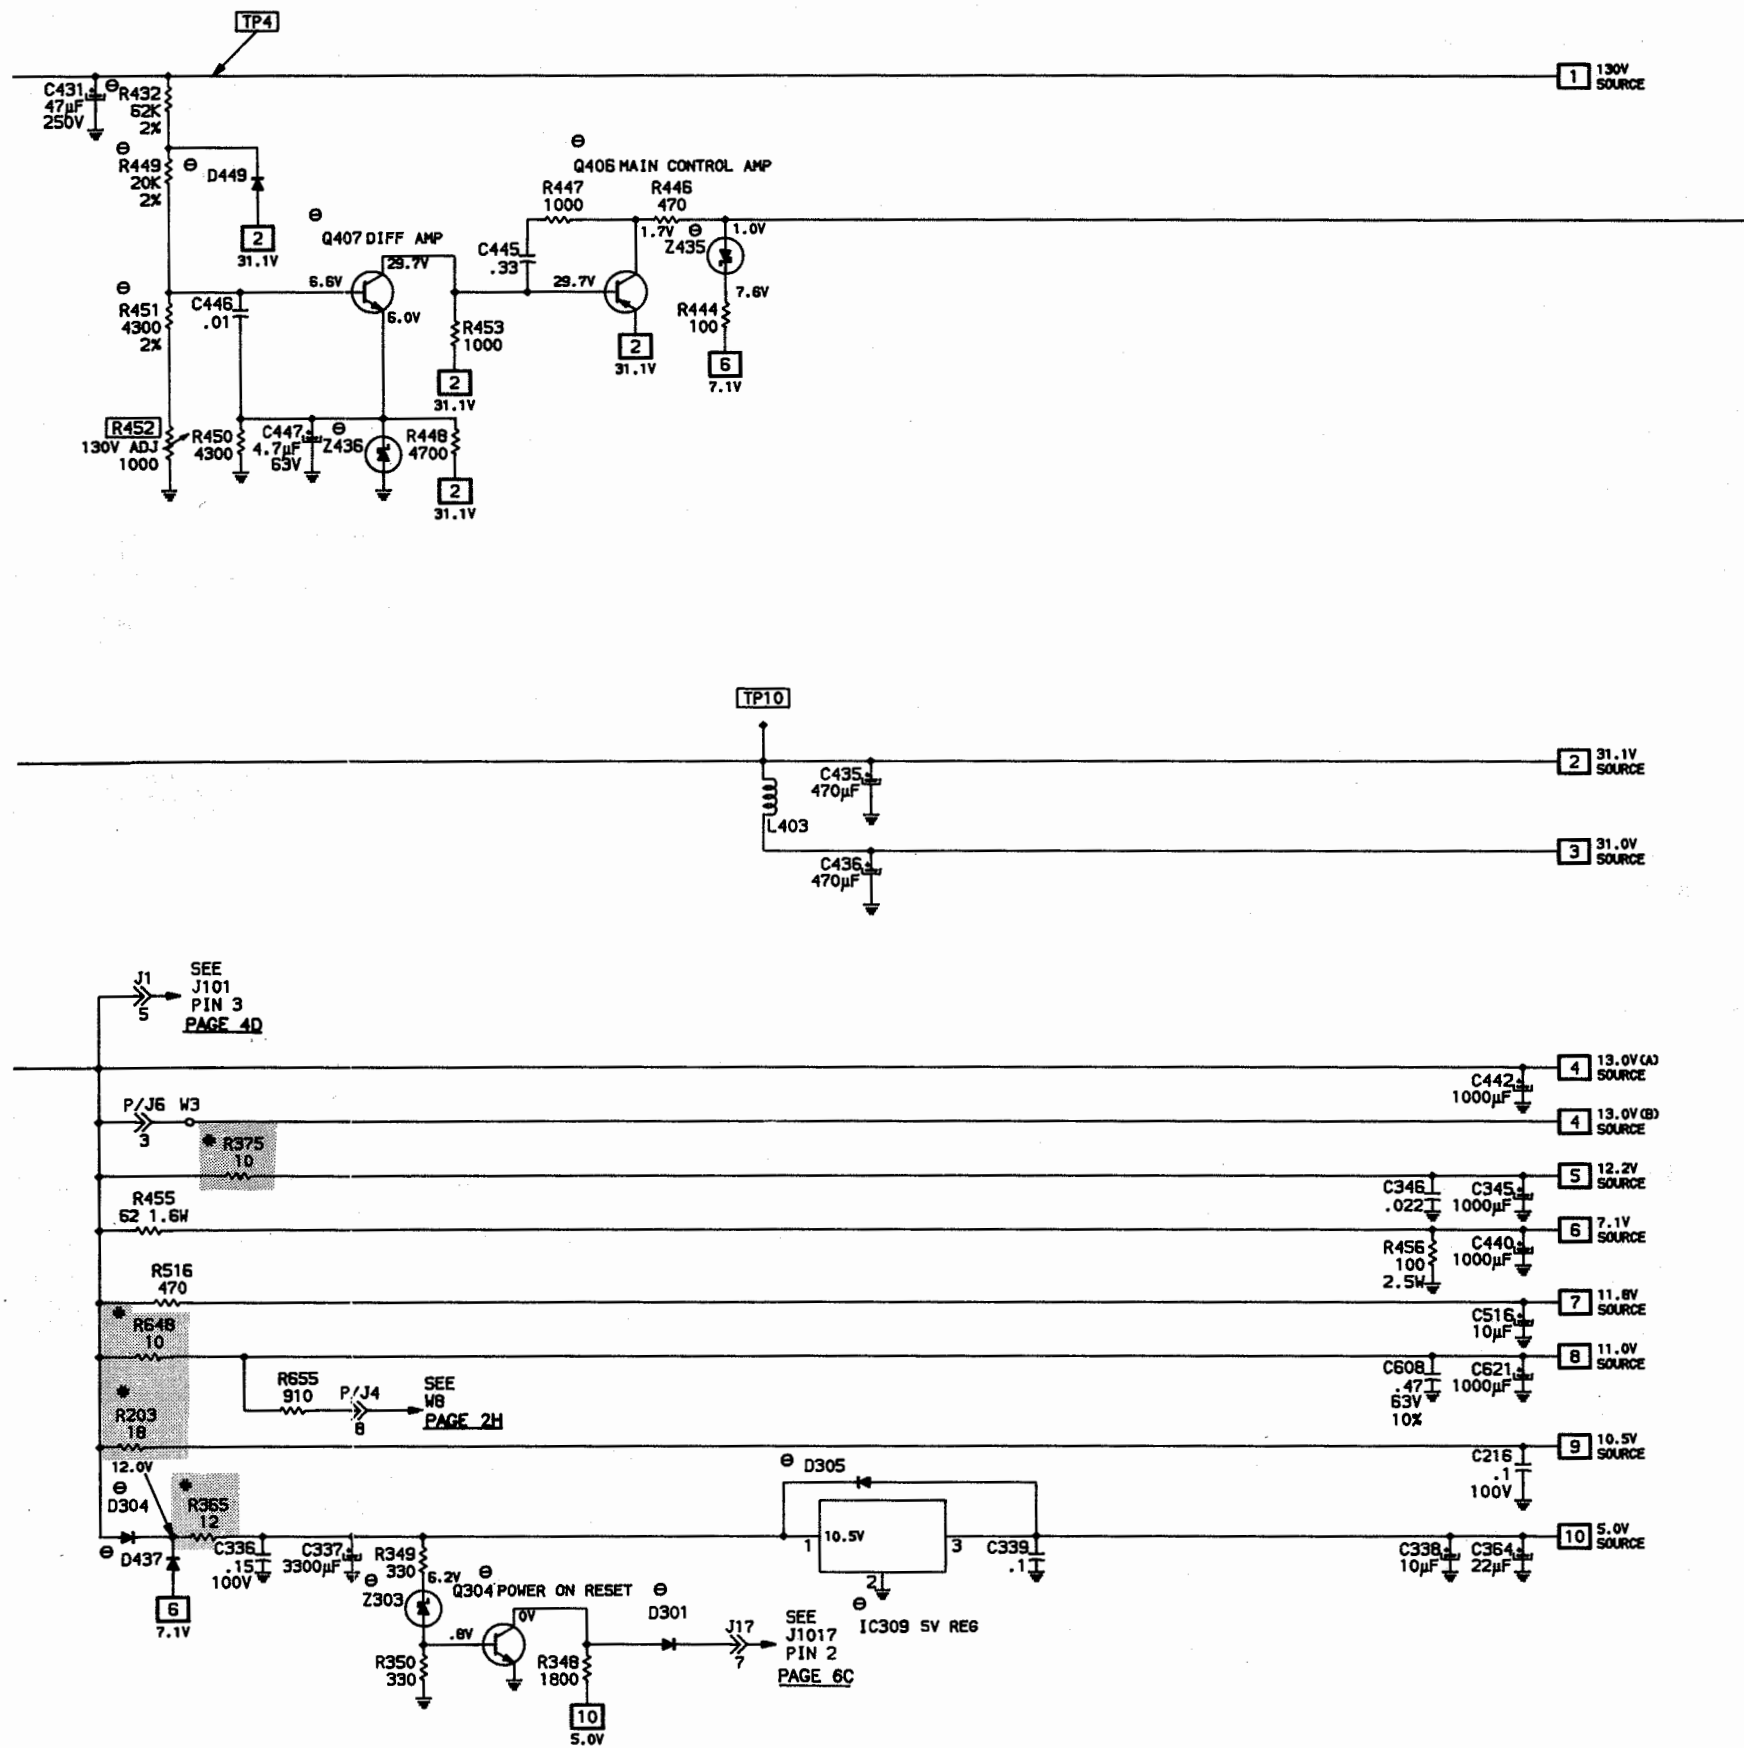 TP4
1 130V
SOURCE
C431
47µF
250V
R432
62K
2%
R449
20K
2%
D449
2
31.1V
Q406 MAIN CONTROL AMP
R447
1000
R446
470
Q407 DIFF AMP
29.7V
C445
.33
1.7V
Z435
1.0V
6.6V
29.7V
7.6V
R451
4300
2%
C446
.01
6.0V
R453
1000
R444
100
2
31.1V
6
7.1V
2
31.1V
R452
130V ADJ
1000
R450
4300
C447
4.7µF
63V
Z436
R448
4700
2
31.1V
TP10
2 31.1V
SOURCE
C435
470µF
L403
3 31.0V
SOURCE
C436
470µF
J1
5
SEE
J101
PIN 3
PAGE 4D
4 13.0V(A)
SOURCE
C442
1000µF
P/J6 W3
3
4 13.0V(B)
SOURCE
* R375
10
5 12.2V
SOURCE
C346
.022
C345
1000µF
R455
62 1.6W
6 7.1V
SOURCE
R456
100
2.5W
C440
1000µF
R516
470
7 11.8V
SOURCE
C516
10µF
*
R648
10
8 11.0V
SOURCE
C608
.47
63V
10%
C621
1000µF
R655
910
P/J4
8
SEE
W8
PAGE 2H
*
R203
18
9 10.5V
SOURCE
C216
.1
100V
12.0V
D304
*
R365
12
D305
10.5V
1
3
2
IC309 5V REG
10 5.0V
SOURCE
D437
C336
.15
100V
C337
3300µF
R349
330
C339
.1
C338
10µF
C364
22µF
6
7.1V
6.2V
Z303
Q304 POWER ON RESET
0V
D301
.8V
J17
7
SEE
J1017
PIN 2
PAGE 6C
R350
330
R348
1800
10
5.0V